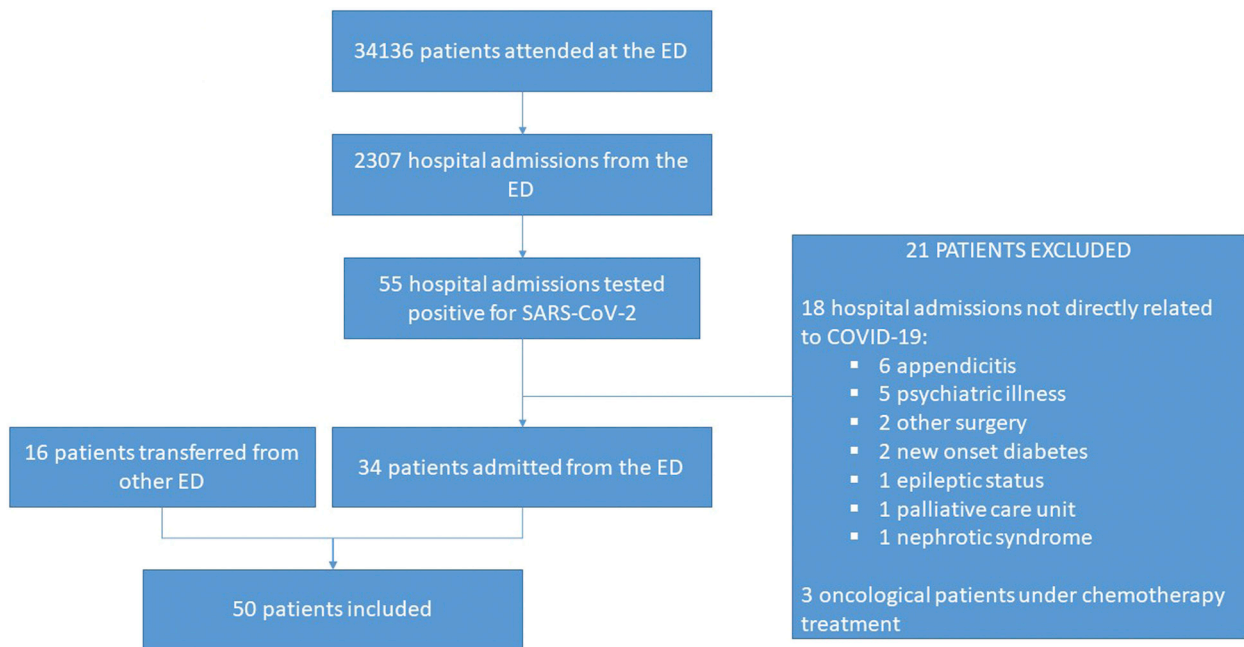 34136 patients attended at the ED
2307 hospital admissions from the
ED
55 hospital admissions tested
positive for SARS-CoV-2
21 PATIENTS EXCLUDED
18 hospital admissions not directly related
to COVID-19:
▪ 6 appendicitis
▪ 5 psychiatric illness
▪ 2 other surgery
▪ 2 new onset diabetes
▪ 1 epileptic status
▪ 1 palliative care unit
▪ 1 nephrotic syndrome
3 oncological patients under chemotherapy
treatment
16 patients transferred from
other ED
34 patients admitted from the ED
50 patients included